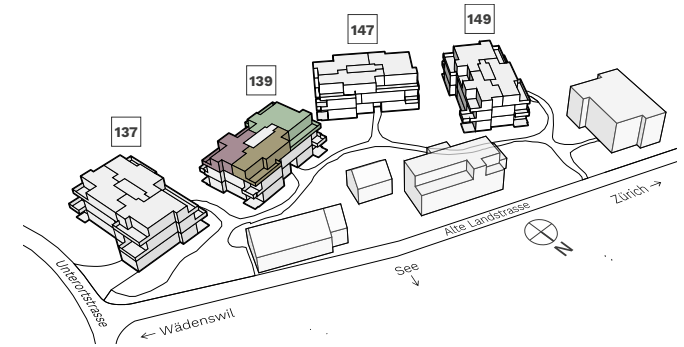 149
147
139
137
Zürich →
Alte Landstrasse
N
See
↓
Unterortstrasse
← Wädenswil